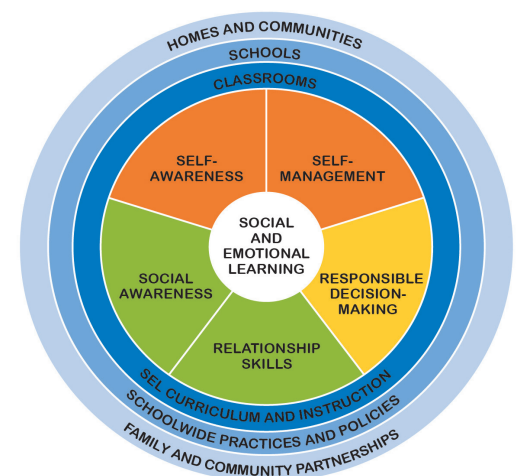 HOMES AND COMMUNITIES
SCHOOLS
CLASSROOMS
SELF-
AWARENESS
SELF-
MANAGEMENT
SOCIAL
AND
EMOTIONAL
LEARNING
SOCIAL
AWARENESS
RESPONSIBLE
DECISION-
MAKING
RELATIONSHIP
SKILLS
SEL CURRICULUM AND INSTRUCTION
SCHOOLWIDE PRACTICES AND POLICIES
FAMILY AND COMMUNITY PARTNERSHIPS